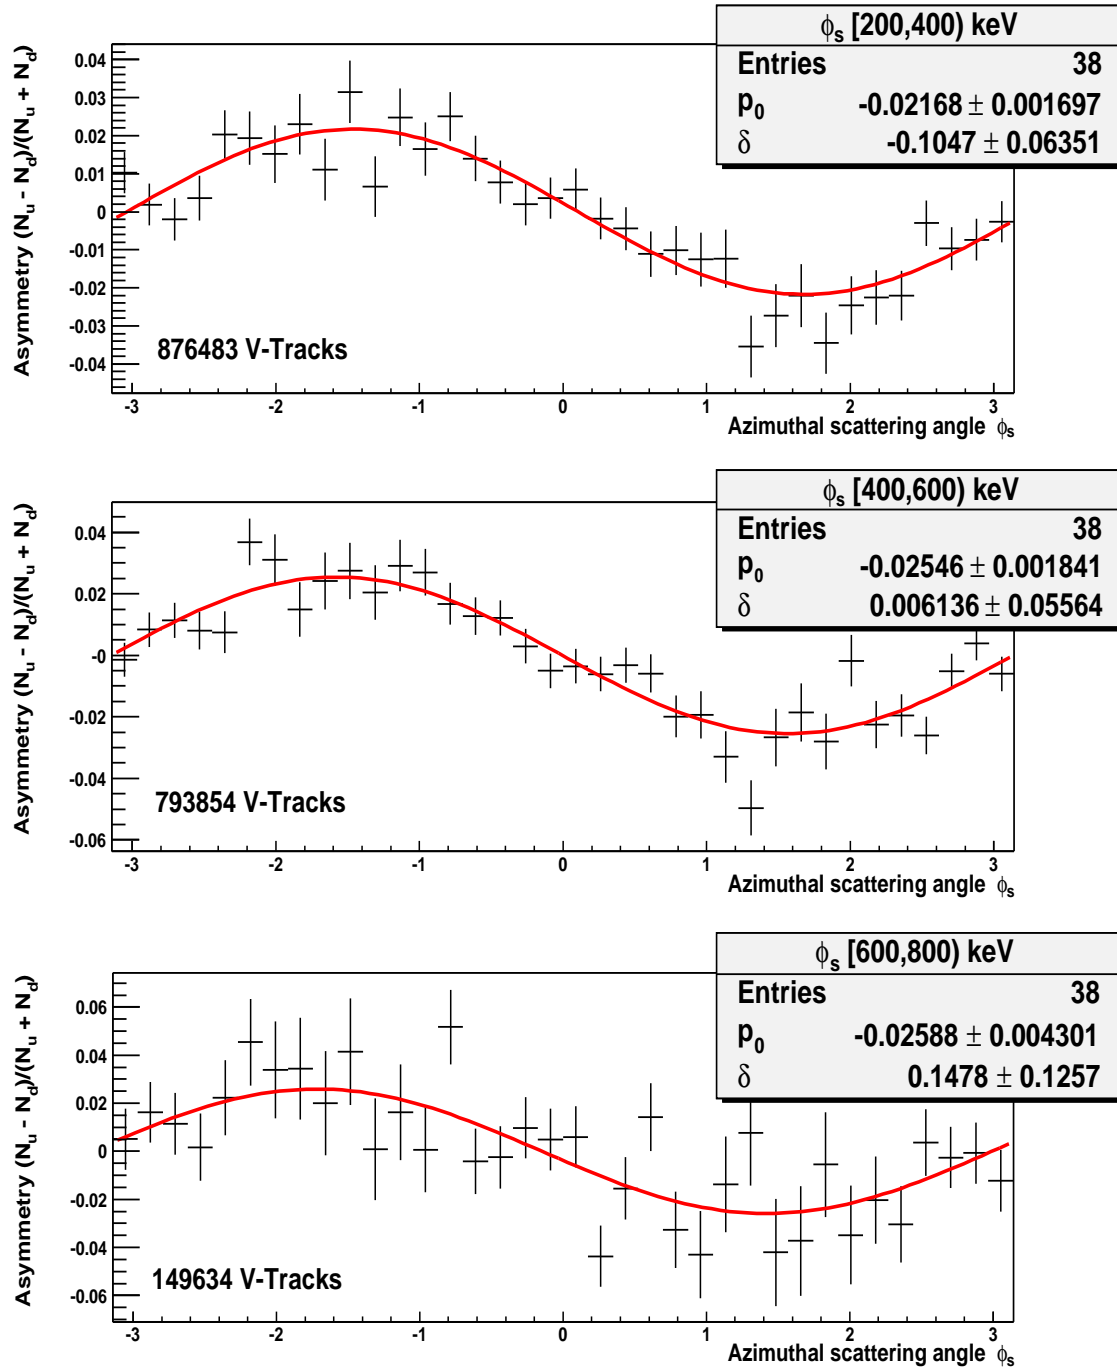 ϕs [200,400) keV
Entries 38
p0 -0.02168 ± 0.001697
δ -0.1047 ± 0.06351
Asymmetry (Nu - Nd)/(Nu + Nd)
0.04
0.03
0.02
0.01
0
-0.01
-0.02
-0.03
-0.04
876483 V-Tracks
-3 -2 -1 0 1 2 3
Azimuthal scattering angle ϕs
ϕs [400,600) keV
Entries 38
p0 -0.02546 ± 0.001841
δ 0.006136 ± 0.05564
Asymmetry (Nu - Nd)/(Nu + Nd)
0.04
0.02
-0
-0.02
-0.04
-0.06
793854 V-Tracks
-3 -2 -1 0 1 2 3
Azimuthal scattering angle ϕs
ϕs [600,800) keV
Entries 38
p0 -0.02588 ± 0.004301
δ 0.1478 ± 0.1257
Asymmetry (Nu - Nd)/(Nu + Nd)
0.06
0.04
0.02
0
-0.02
-0.04
-0.06
149634 V-Tracks
-3 -2 -1 0 1 2 3
Azimuthal scattering angle ϕs